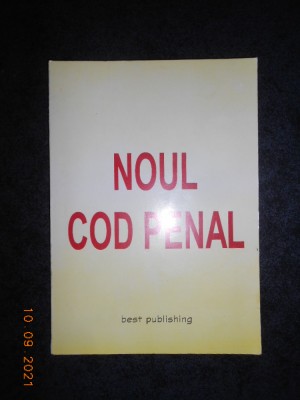 NOUL
COD PENAL
best publishing
10.09.2021